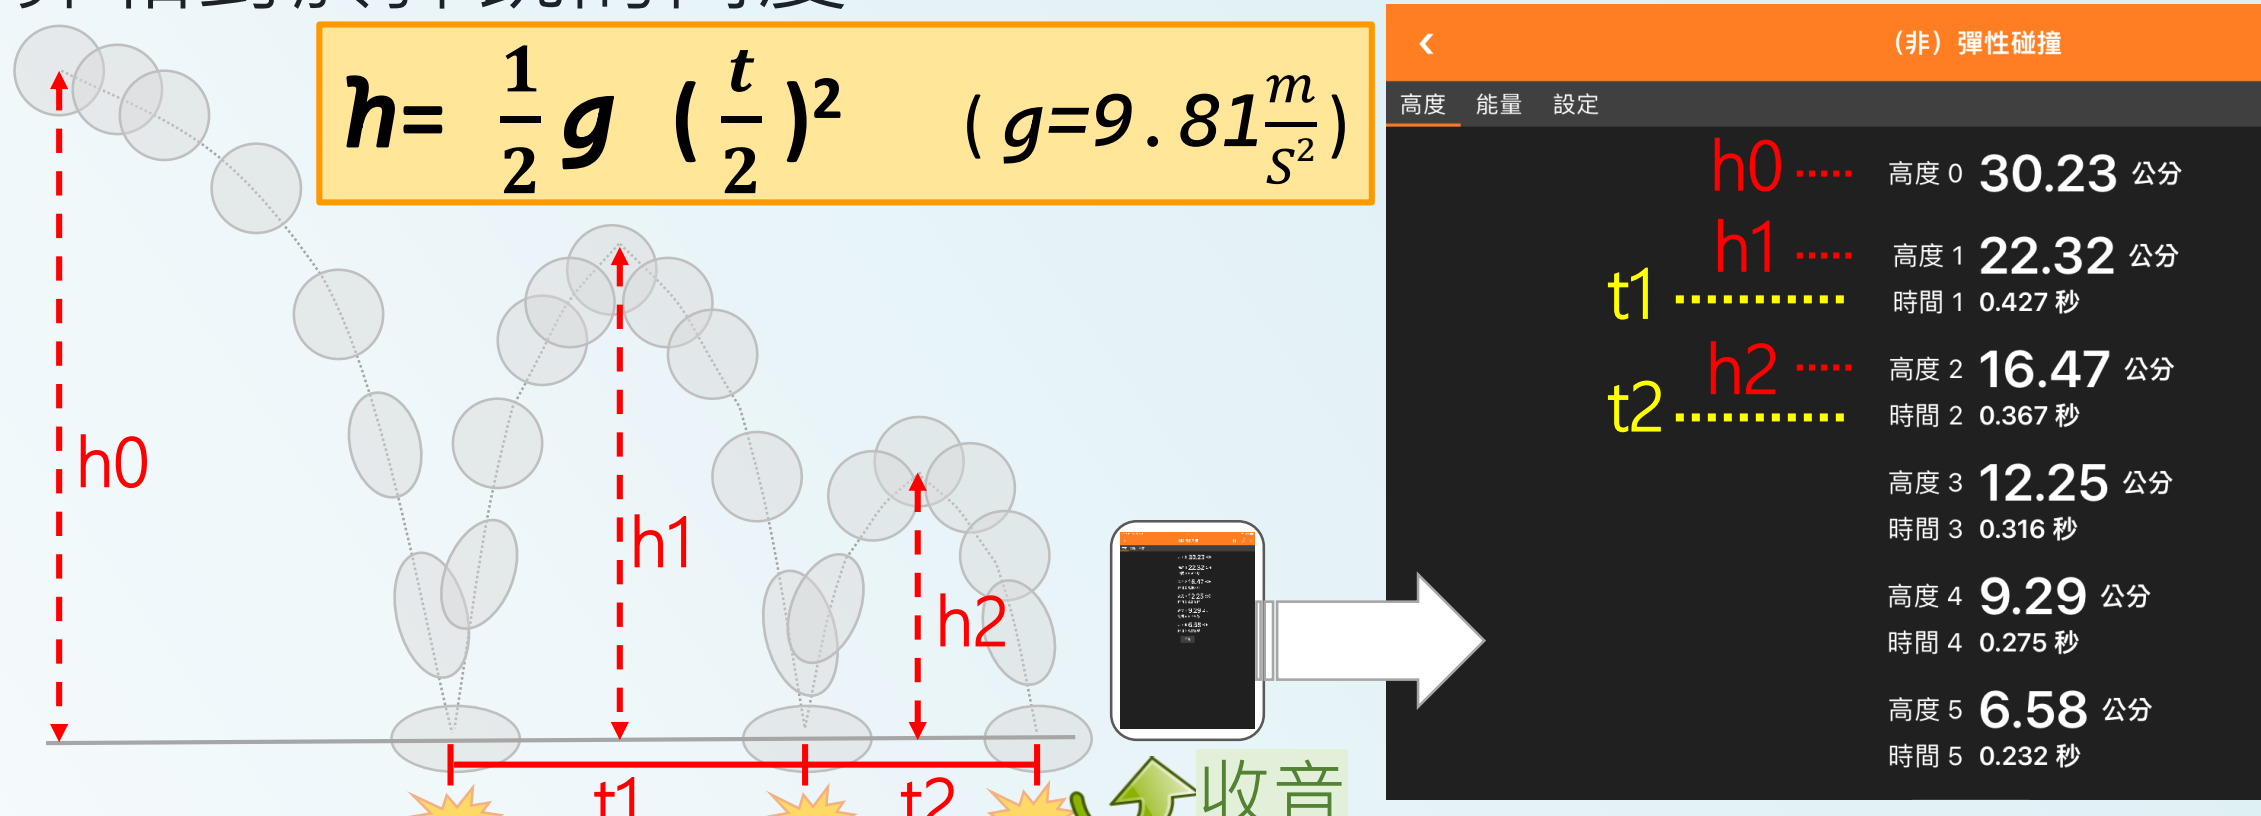 h= 1/2 g (t/2)² (g=9.81 m/S²)
h0
h1
h2
t1
t2
收音
(非) 彈性碰撞
高度 能量 設定
h0 高度 0 30.23 公分
h1 高度 1 22.32 公分
t1 時間 1 0.427 秒
h2 高度 2 16.47 公分
t2 時間 2 0.367 秒
高度 3 12.25 公分
時間 3 0.316 秒
高度 4 9.29 公分
時間 4 0.275 秒
高度 5 6.58 公分
時間 5 0.232 秒